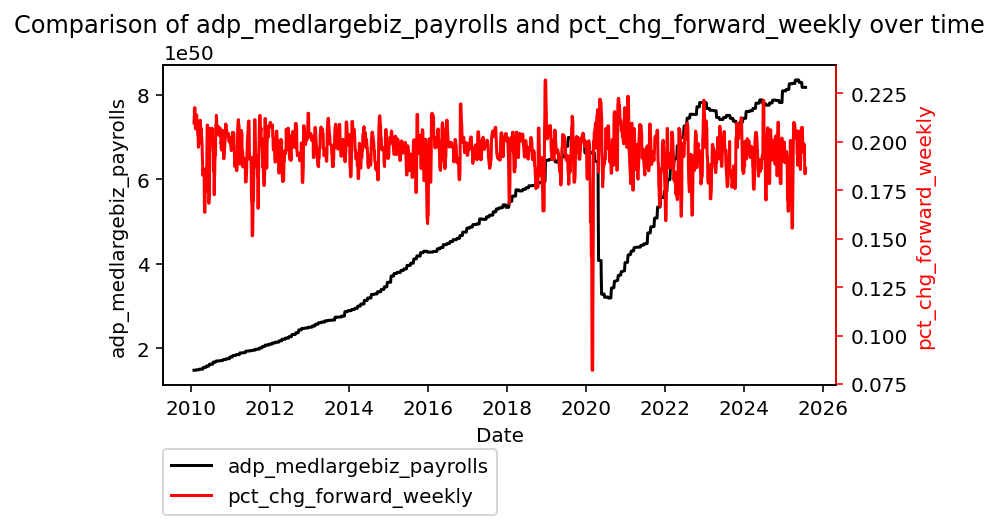 Comparison of adp_medlargebiz_payrolls and pct_chg_forward_weekly over time
1e50
8
6
4
2
adp_medlargebiz_payrolls
0.225
0.200
0.175
0.150
0.125
0.100
0.075
pct_chg_forward_weekly
2010 2012 2014 2016 2018 2020 2022 2024 2026
Date
adp_medlargebiz_payrolls
pct_chg_forward_weekly